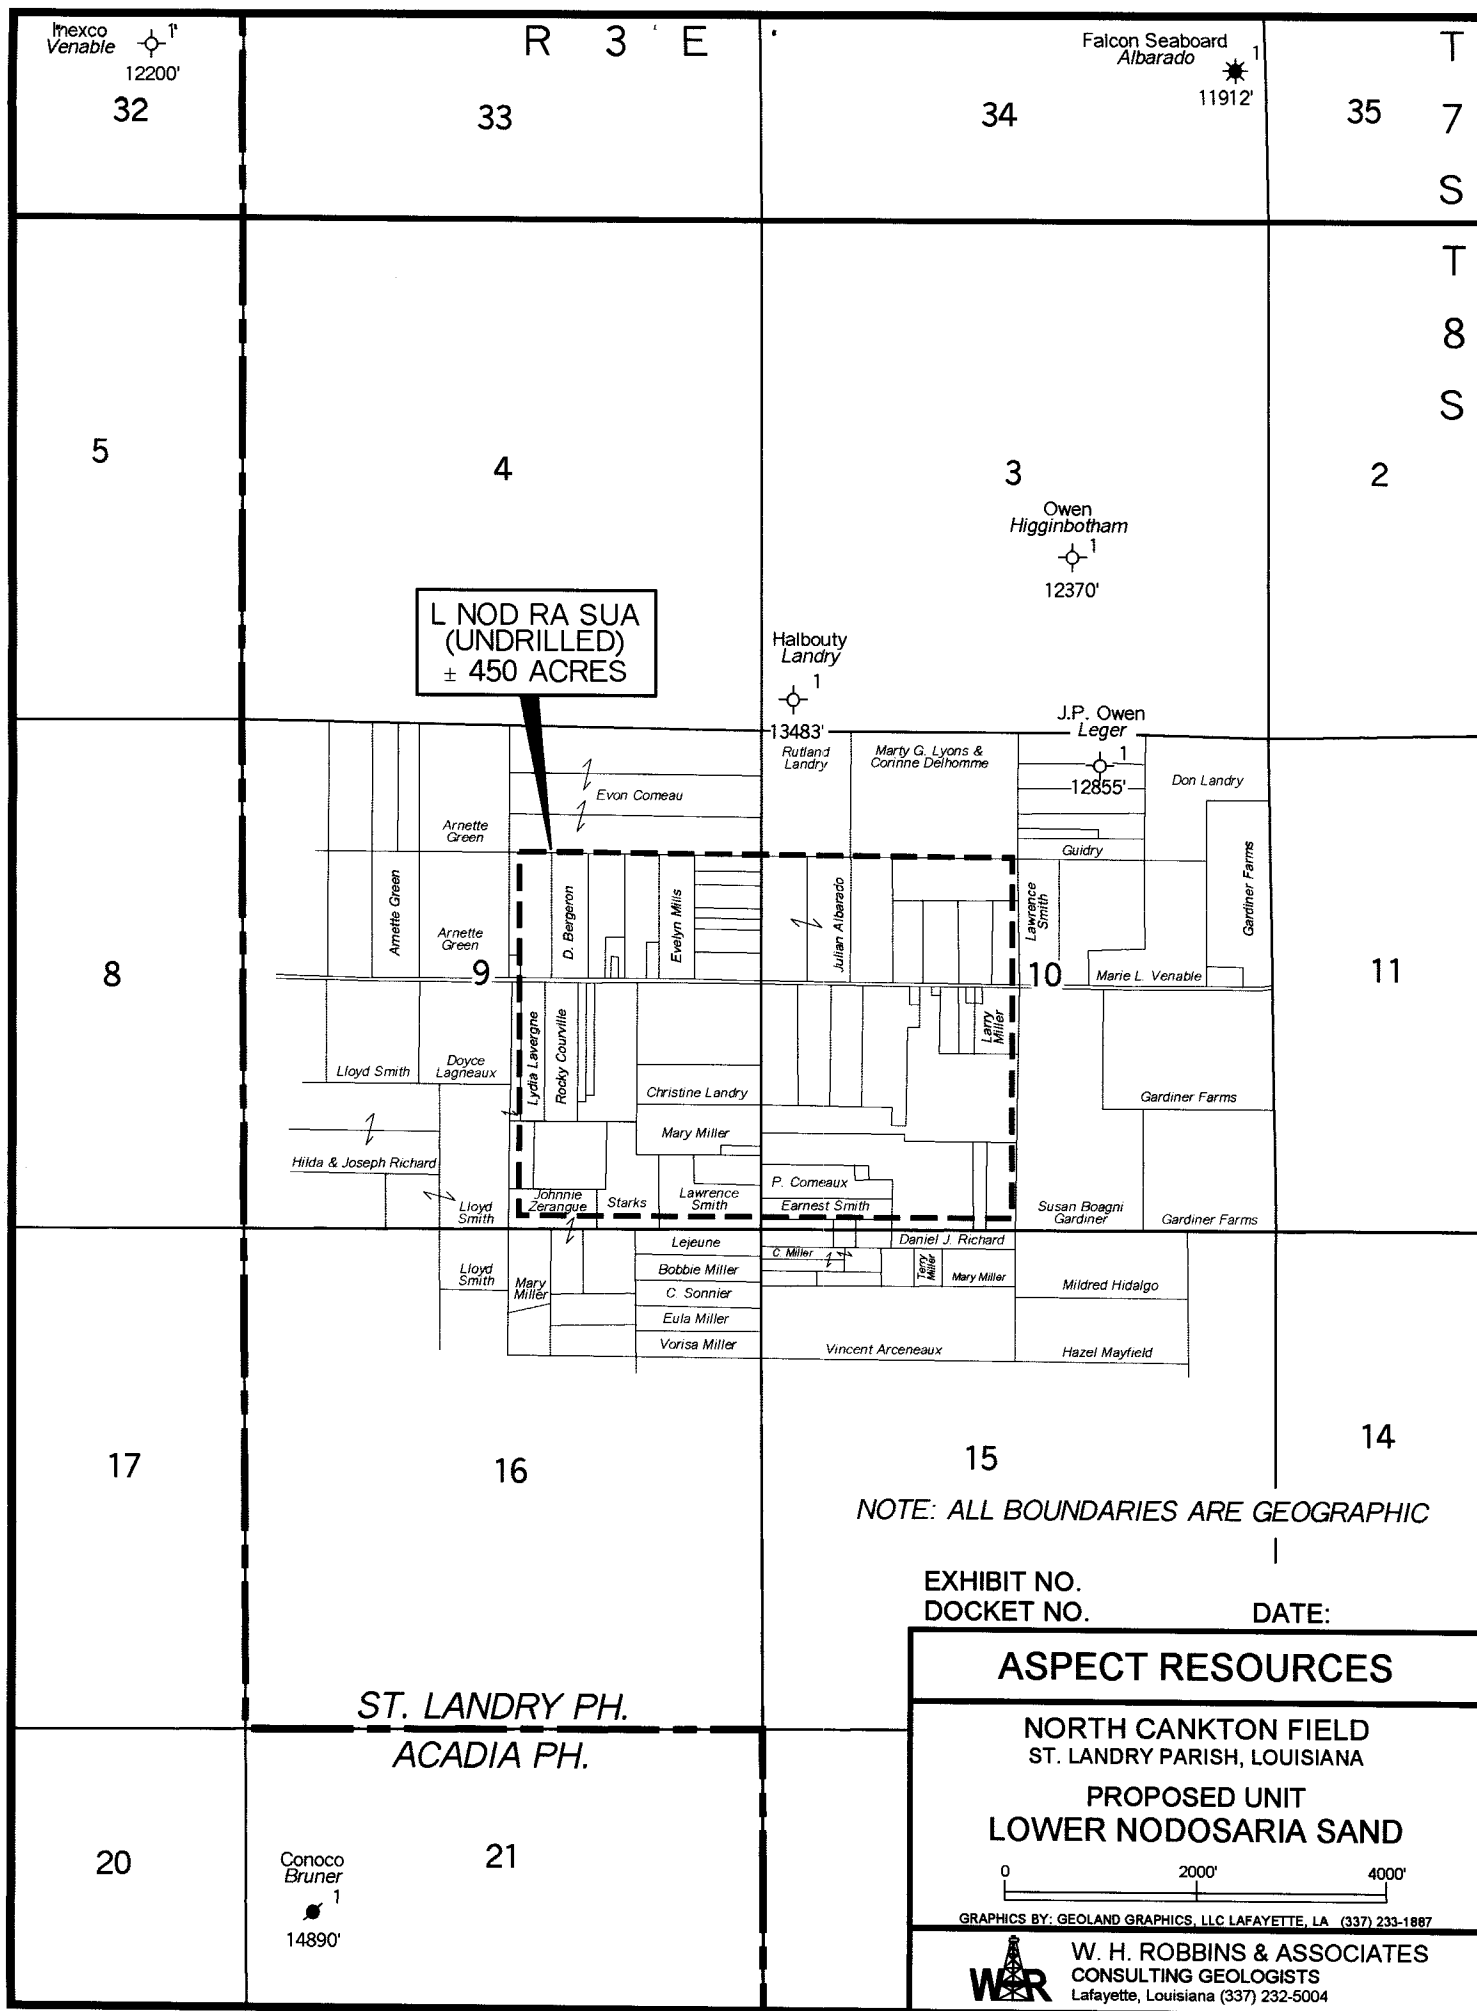 Inexco
Venable
1
12200'
R 3 E
Falcon Seaboard
Albarado
1
11912'
T
7
S
32
33
34
35
T
8
S
5
4
3
2
Owen
Higginbotham
1
12370'
L NOD RA SUA
(UNDRILLED)
± 450 ACRES
Halbouty
Landry
1
13483'
J.P. Owen
Leger
1
12855'
Rutland
Landry
Marty G. Lyons &
Corinne Delhomme
Don Landry
Evon Comeau
Arnette
Green
Guidry
Arnette Green
Arnette
Green
D. Bergeron
Evelyn Mills
Julian Albarado
Lawrence
Smith
Gardiner Farms
Marie L. Venable
8
9
10
11
Lloyd Smith
Doyce
Lagneaux
Lydia Lavergne
Rocky Courville
Christine Landry
Mary Miller
Larry
Miller
Gardiner Farms
Hilda & Joseph Richard
Lloyd
Smith
Johnnie
Zerangue
Starks
Lawrence
Smith
P. Comeaux
Earnest Smith
Susan Boagni
Gardiner
Gardiner Farms
Lloyd
Smith
Mary
Miller
Lejeune
Bobbie Miller
C. Sonnier
Eula Miller
Vorisa Miller
C. Miller
Daniel J. Richard
Terry
Miller
Mary Miller
Mildred Hidalgo
Vincent Arceneaux
Hazel Mayfield
17
16
15
14
NOTE: ALL BOUNDARIES ARE GEOGRAPHIC
EXHIBIT NO.
DOCKET NO.
DATE:
ST. LANDRY PH.
ACADIA PH.
20
21
Conoco
Bruner
1
14890'
ASPECT RESOURCES
NORTH CANKTON FIELD
ST. LANDRY PARISH, LOUISIANA
PROPOSED UNIT
LOWER NODOSARIA SAND
0 2000' 4000'
GRAPHICS BY: GEOLAND GRAPHICS, LLC LAFAYETTE, LA (337) 233-1887
WHR
W. H. ROBBINS & ASSOCIATES
CONSULTING GEOLOGISTS
Lafayette, Louisiana (337) 232-5004